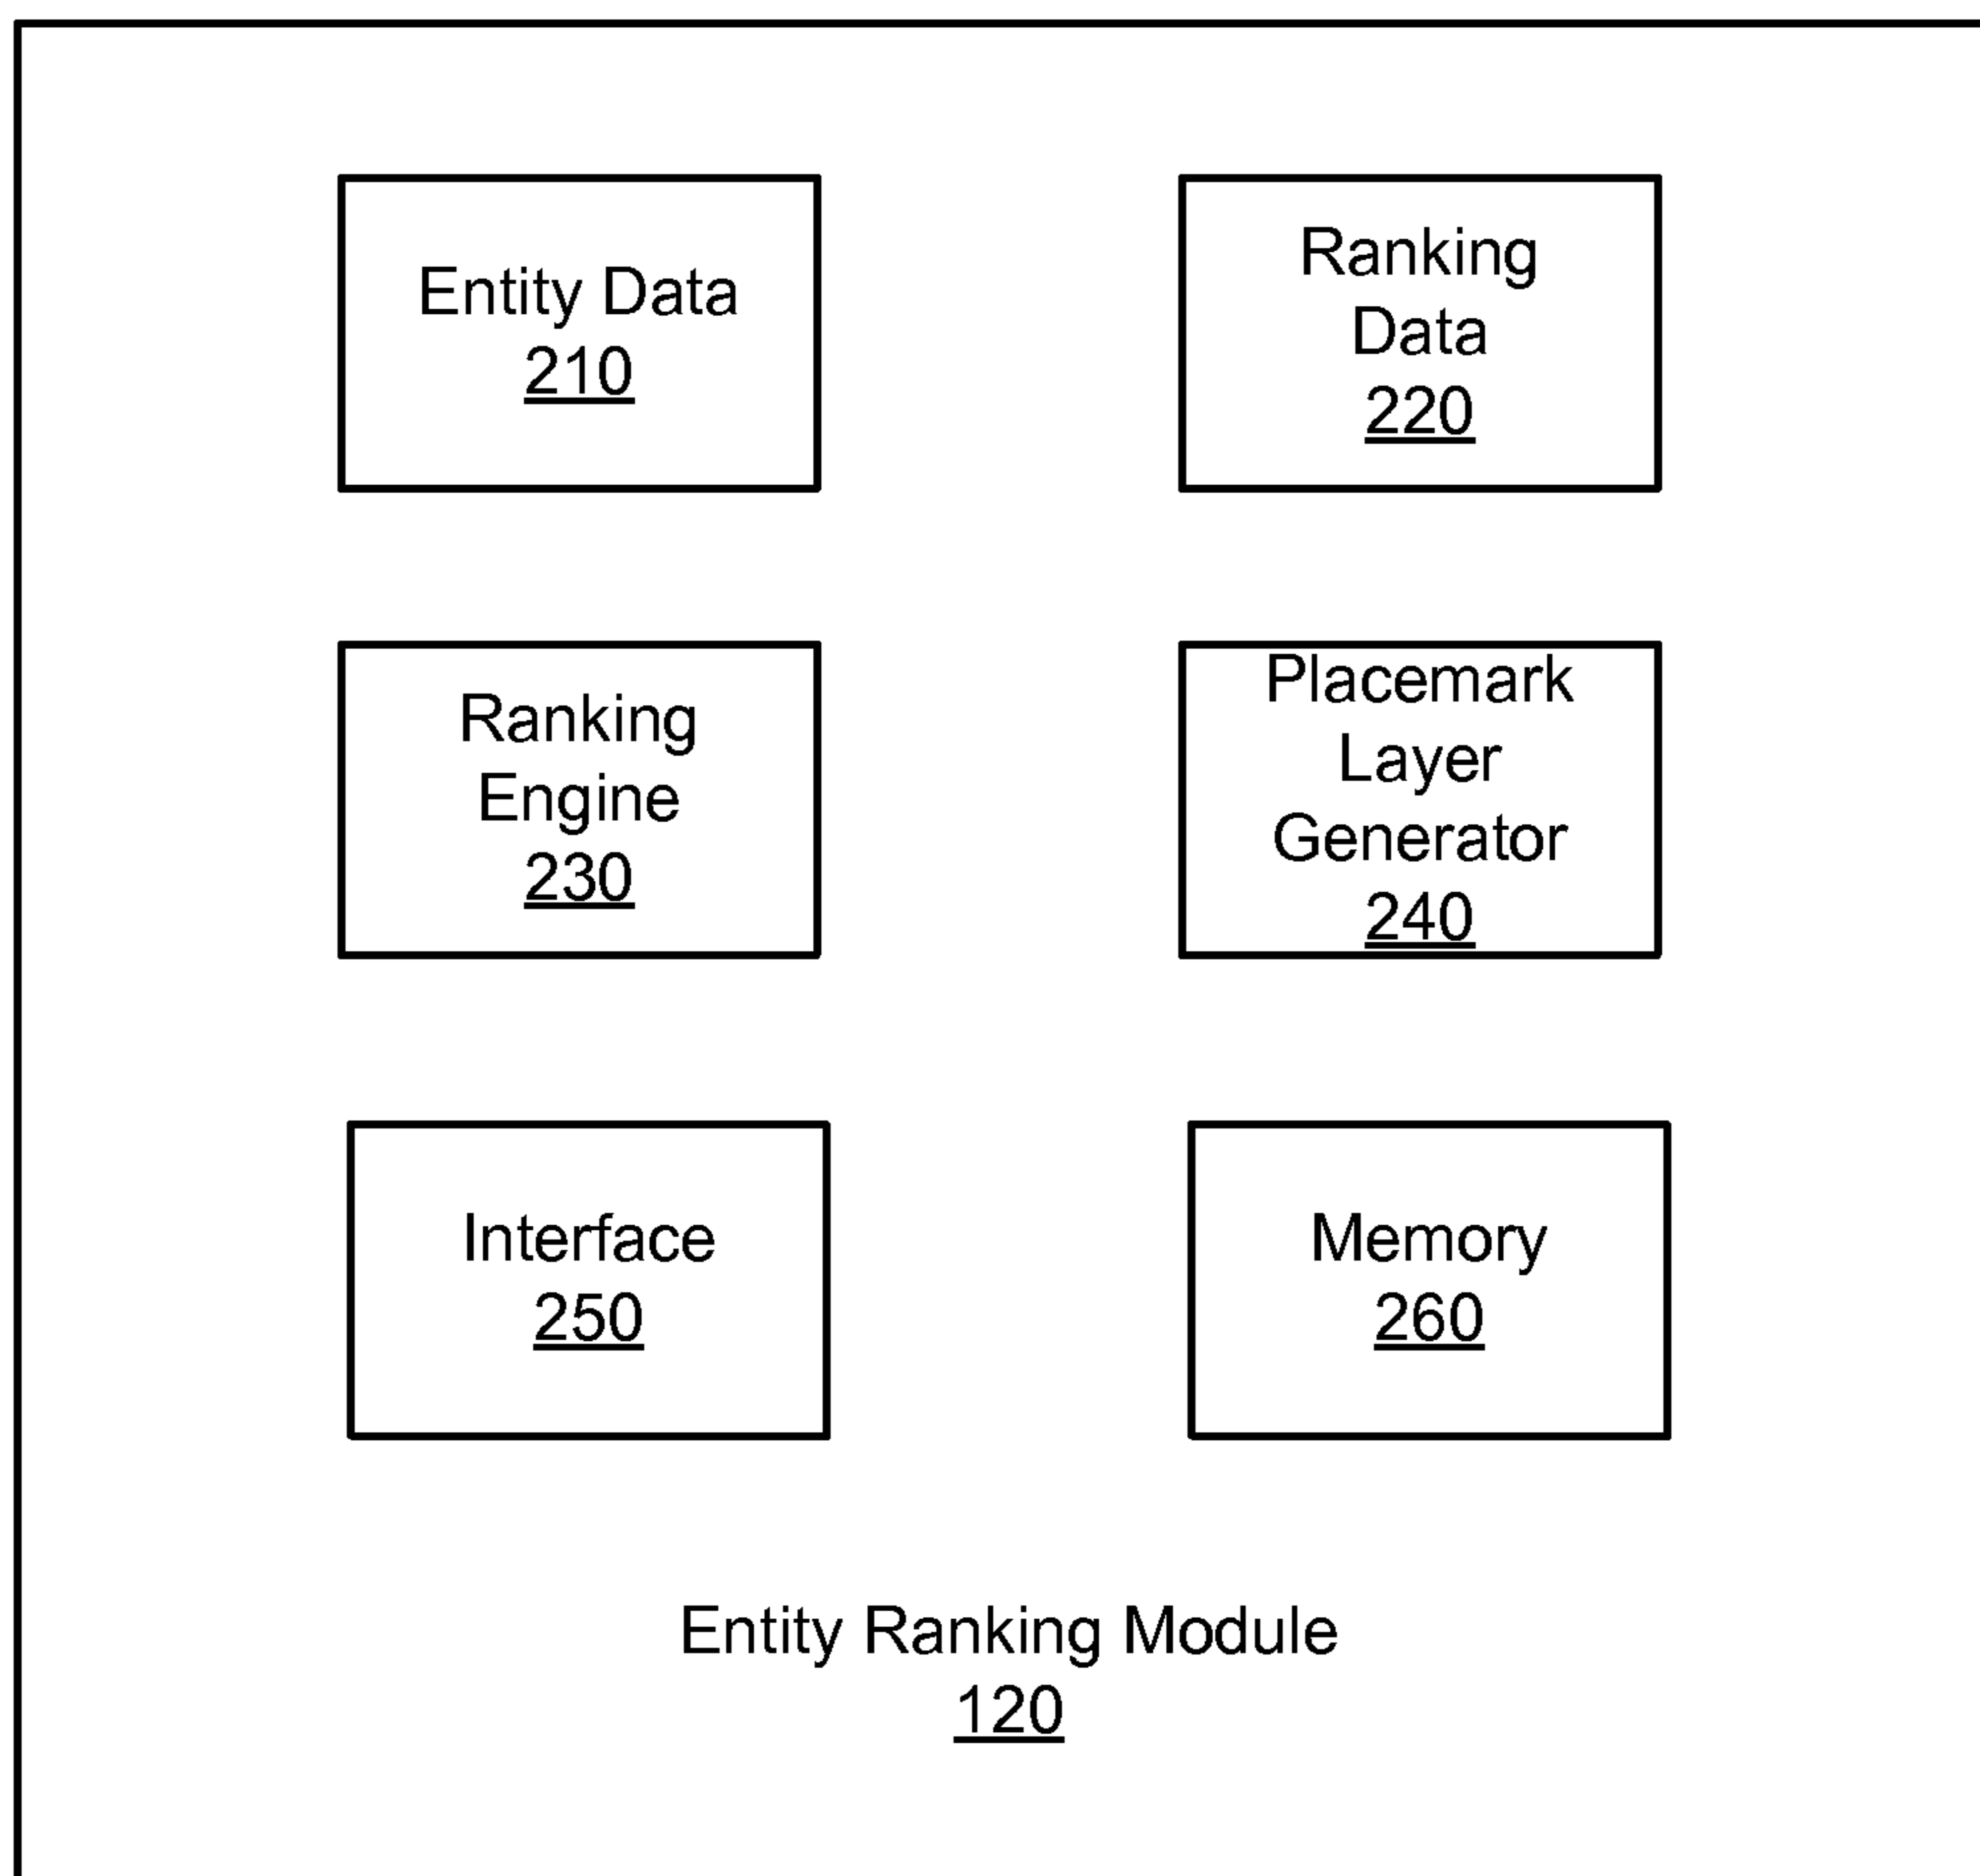 Entity Data
210
Ranking
Data
220
Ranking
Engine
230
Placemark
Layer
Generator
240
Interface
250
Memory
260
Entity Ranking Module
120